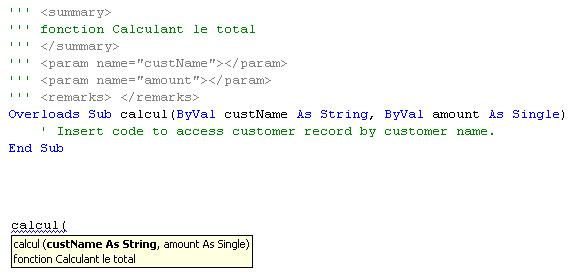 ''' <summary>
''' fonction Calculant le total
''' </summary>
''' <param name="custName"></param>
''' <param name="amount"></param>
''' <remarks> </remarks>
Overloads Sub calcul(ByVal custName As String, ByVal amount As Single)
' Insert code to access customer record by customer name.
End Sub
calcul(
calcul (custName As String, amount As Single)
fonction Calculant le total